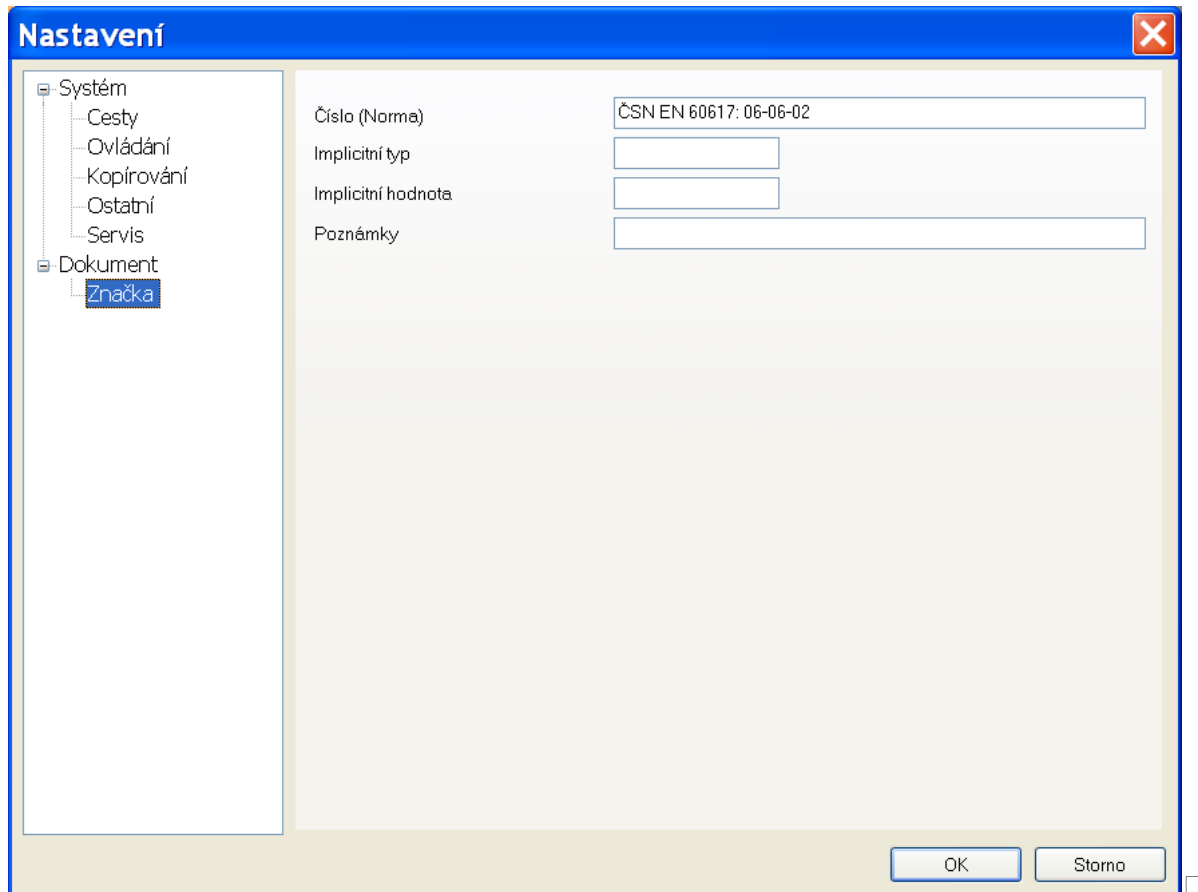 Nastavení
Systém
Cesty
Ovládání
Kopírování
Ostatní
Servis
Dokument
Značka
Číslo (Norma)
ČSN EN 60617: 06-06-02
Implicitní typ
Implicitní hodnota
Poznámky
OK
Storno